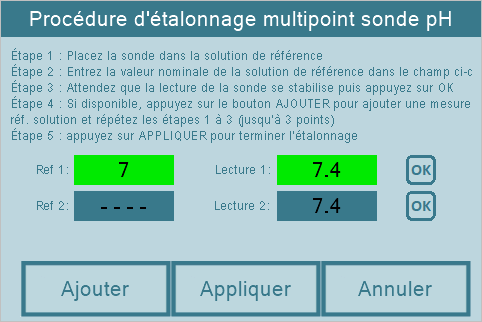 Procédure d'étalonnage multipoint sonde pH
Étape 1 : Placez la sonde dans la solution de référence
Étape 2 : Entrez la valeur nominale de la solution de référence dans le champ ci-c
Étape 3 : Attendez que la lecture de la sonde se stabilise puis appuyez sur OK
Étape 4 : Si disponible, appuyez sur le bouton AJOUTER pour ajouter une mesure
réf. solution et répétez les étapes 1 à 3 (jusqu'à 3 points)
Étape 5 : appuyez sur APPLIQUER pour terminer l'étalonnage
Ref 1: 7 Lecture 1: 7.4 OK
Ref 2: ---- Lecture 2: 7.4 OK
Ajouter Appliquer Annuler